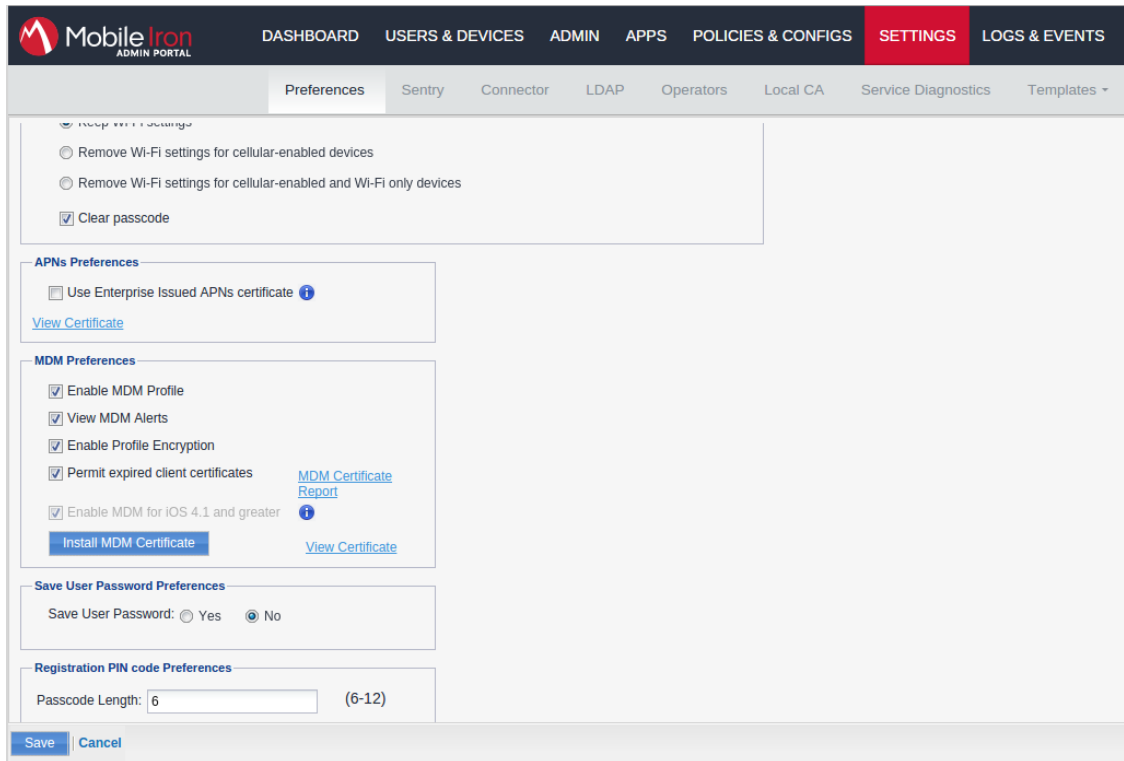 Mobile Iron
ADMIN PORTAL
DASHBOARD USERS & DEVICES ADMIN APPS POLICIES & CONFIGS SETTINGS LOGS & EVENTS
Preferences Sentry Connector LDAP Operators Local CA Service Diagnostics Templates
Keep Wi-Fi settings
Remove Wi-Fi settings for cellular-enabled devices
Remove Wi-Fi settings for cellular-enabled and Wi-Fi only devices
Clear passcode
APNs Preferences
Use Enterprise Issued APNs certificate
View Certificate
MDM Preferences
Enable MDM Profile
View MDM Alerts
Enable Profile Encryption
Permit expired client certificates MDM Certificate
Report
Enable MDM for iOS 4.1 and greater
Install MDM Certificate View Certificate
Save User Password Preferences
Save User Password: Yes No
Registration PIN code Preferences
Passcode Length: 6 (6-12)
Save Cancel